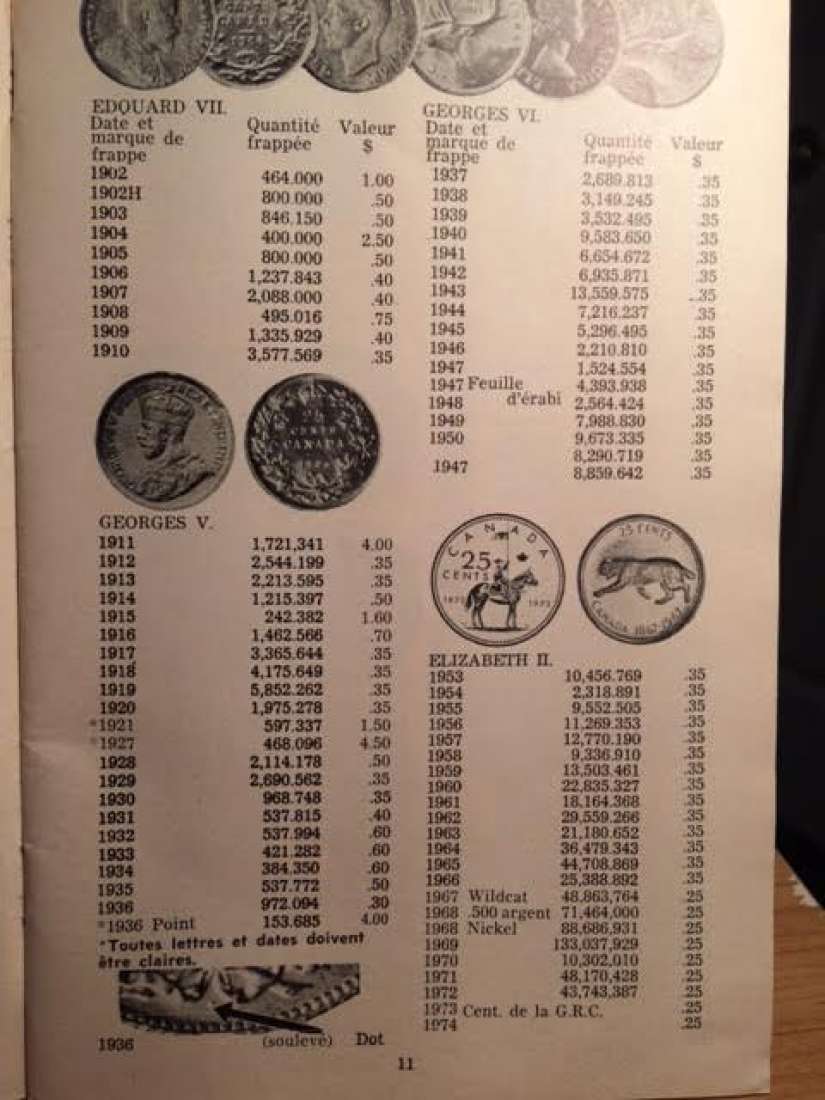 EDOUARD VII.
Date et
marque de
frappe
Quantité
frappée
Valeur
$
1902 464.000 1.00
1902H 800.000 .50
1903 846.150 .50
1904 400.000 2.50
1905 800.000 .50
1906 1,237.843 .40
1907 2,088.000 .40
1908 495.016 .75
1909 1,335.929 .40
1910 3,577.569 .35
GEORGES V.
1911 1,721,341 4.00
1912 2,544.199 .35
1913 2,213.595 .35
1914 1,215.397 .50
1915 242.382 1.60
1916 1,462.566 .70
1917 3,365.644 .35
1918 4,175.649 .35
1919 5,852.262 .35
1920 1,975.278 .35
*1921 597.337 1.50
*1927 468.096 4.50
1928 2,114.178 .50
1929 2,690.562 .35
1930 968.748 .35
1931 537.815 .40
1932 537.994 .60
1933 421.282 .60
1934 384.350 .60
1935 537.772 .50
1936 972.094 .30
*1936 Point 153.685 4.00
*Toutes lettres et dates doivent
être claires.
1936 (soulevé) Dot
GEORGES VI.
Date et
marque de
frappe
Quantité
frappée
Valeur
$
1937 2,689.813 .35
1938 3,149.245 .35
1939 3,532.495 .35
1940 9,583.650 .35
1941 6,654.672 .35
1942 6,935.871 .35
1943 13,559.575 .35
1944 7,216.237 .35
1945 5,296.495 .35
1946 2,210.810 .35
1947 1,524.554 .35
1947 Feuille d'érabi 4,393.938 .35
1948 2,564.424 .35
1949 7,988.830 .35
1950 9,673.335 .35
8,290.719 .35
1947 8,859.642 .35
CANADA
25
CENTS
1873 1973
25 CENTS
CANADA 1867-1967
ELIZABETH II.
1953 10,456.769 .35
1954 2,318.891 .35
1955 9,552.505 .35
1956 11.269.353 .35
1957 12,770.190 .35
1958 9,336,910 .35
1959 13,503.461 .35
1960 22,835.327 .35
1961 18,164.368 .35
1962 29,559.266 .35
1963 21,180.652 .35
1964 36,479.343 .35
1965 44,708.869 .35
1966 25,388.892 .35
1967 Wildcat 48.863,764 .25
1968 .500 argent 71,464,000 .25
1968 Nickel 88,686,931 .25
1969 133,037,929 .25
1970 10,302,010 .25
1971 48,170,428 .25
1972 43,743,387 .25
1973 Cent. de la G.R.C. .25
1974 .25
11